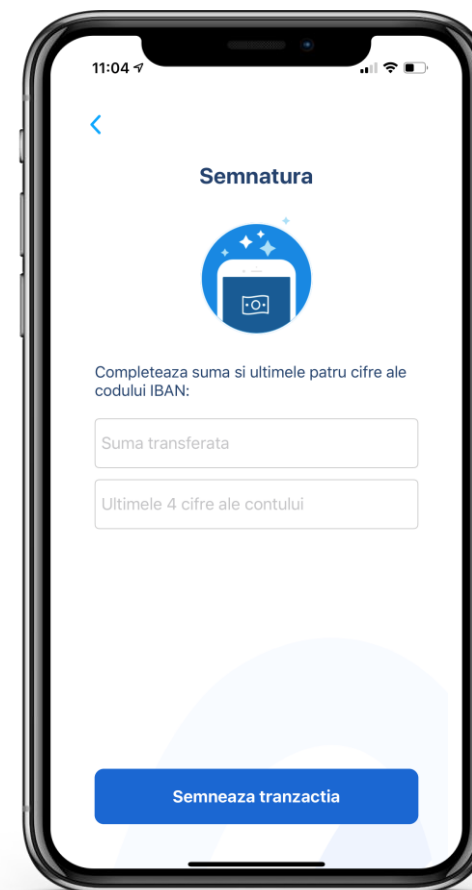 11:04
Semnatura
Completeaza suma si ultimele patru cifre ale
codului IBAN:
Suma transferata
Ultimele 4 cifre ale contului
Semneaza tranzactia